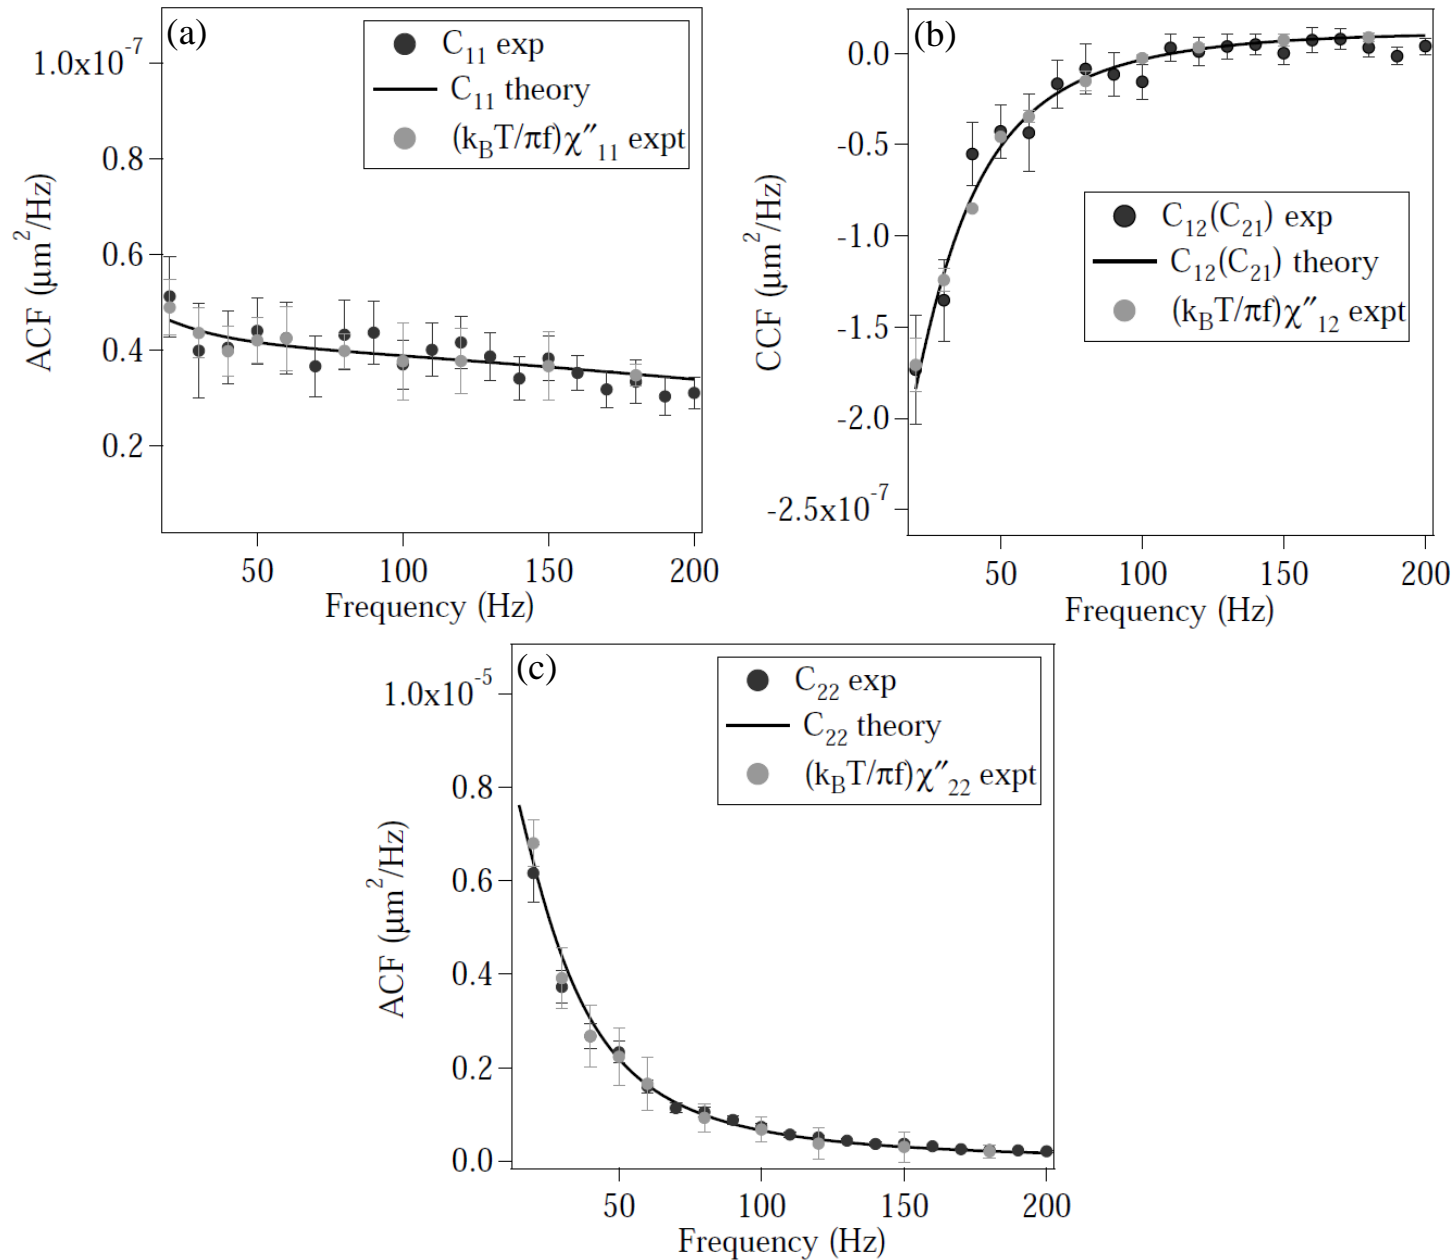 (a)
C₁₁ exp
C₁₁ theory
(k_BT/πf)χ″₁₁ expt
1.0x10⁻⁷
0.8
0.6
0.4
0.2
ACF (μm²/Hz)
50 100 150 200
Frequency (Hz)
(b)
0.0
-0.5
-1.0
-1.5
-2.0
-2.5x10⁻⁷
CCF (μm²/Hz)
C₁₂(C₂₁) exp
C₁₂(C₂₁) theory
(k_BT/πf)χ″₁₂ expt
50 100 150 200
Frequency (Hz)
(c)
C₂₂ exp
C₂₂ theory
(k_BT/πf)χ″₂₂ expt
1.0x10⁻⁵
0.8
0.6
0.4
0.2
0.0
ACF (μm²/Hz)
50 100 150 200
Frequency (Hz)